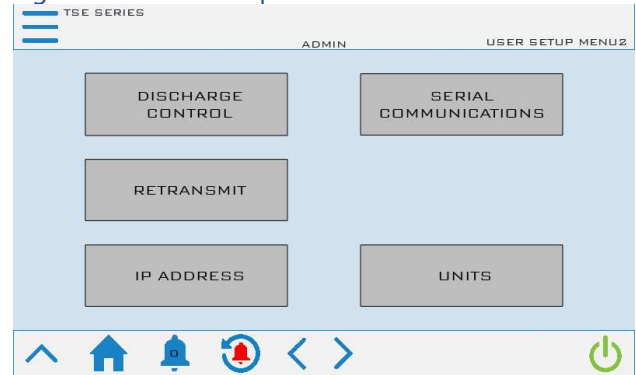 TSE SERIES
ADMIN
USER SETUP MENU2
DISCHARGE
CONTROL
SERIAL
COMMUNICATIONS
RETRANSMIT
IP ADDRESS
UNITS
0